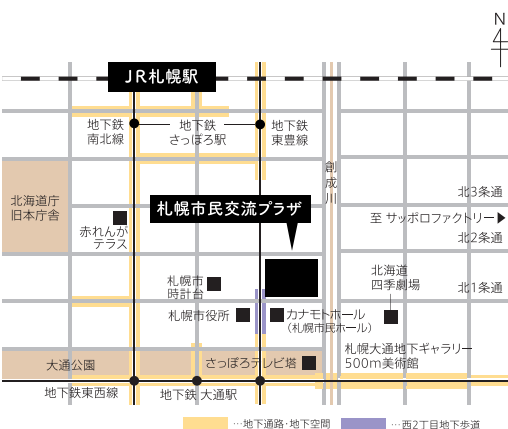 N
JR札幌駅
地下鉄
南北線
地下鉄
さっぽろ駅
地下鉄
東豊線
創成川
北海道庁
旧本庁舎
赤れんが
テラス
札幌市民交流プラザ
北3条通
至 サッポロファクトリー
北2条通
札幌市
時計台
北海道
四季劇場
北1条通
札幌市役所
カナモトホール
(札幌市民ホール)
大通公園
さっぽろテレビ塔
札幌大通地下ギャラリー
500m美術館
地下鉄東西線
地下鉄 大通駅
…地下通路・地下空間
…西2丁目地下歩道